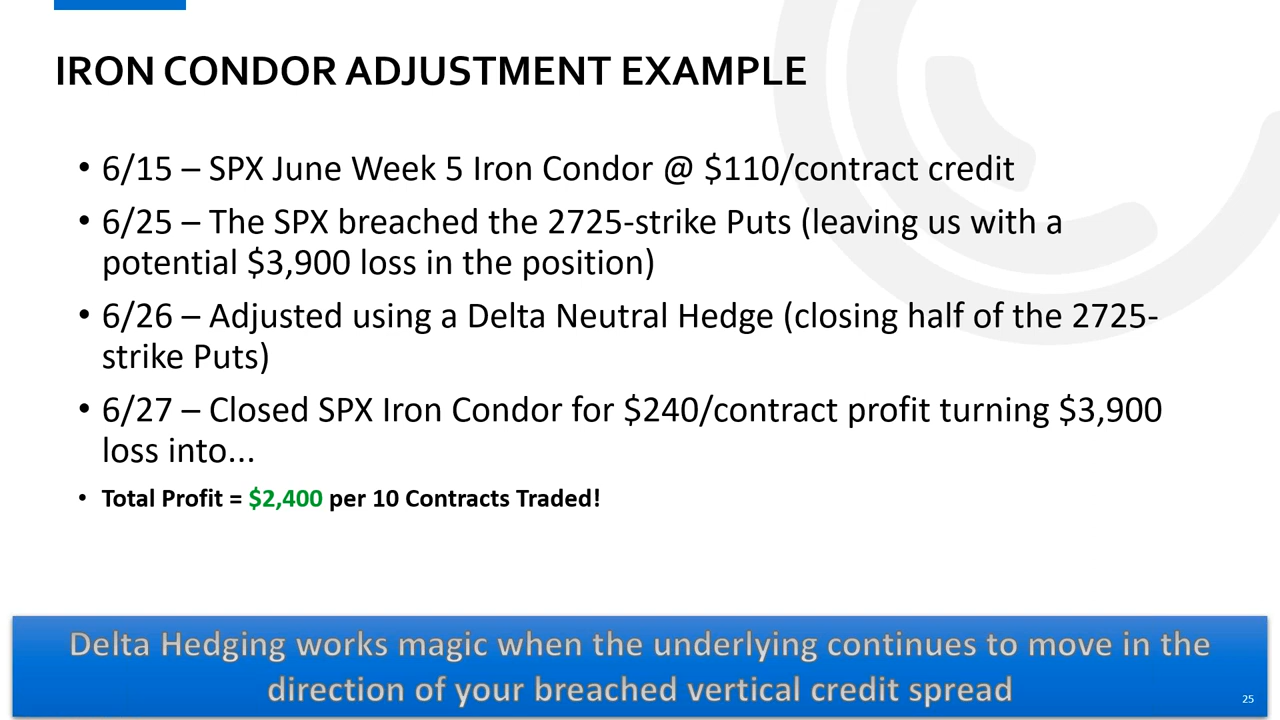 IRON CONDOR ADJUSTMENT EXAMPLE
• 6/15 – SPX June Week 5 Iron Condor @ $110/contract credit
• 6/25 – The SPX breached the 2725-strike Puts (leaving us with a
potential $3,900 loss in the position)
• 6/26 – Adjusted using a Delta Neutral Hedge (closing half of the 2725-
strike Puts)
• 6/27 – Closed SPX Iron Condor for $240/contract profit turning $3,900
loss into...
• Total Profit = $2,400 per 10 Contracts Traded!
Delta Hedging works magic when the underlying continues to move in the
direction of your breached vertical credit spread
25